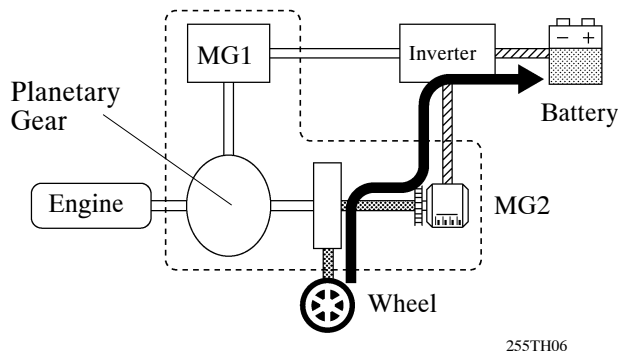 MG1
Inverter
Battery
Planetary
Gear
Engine
MG2
Wheel
255TH06